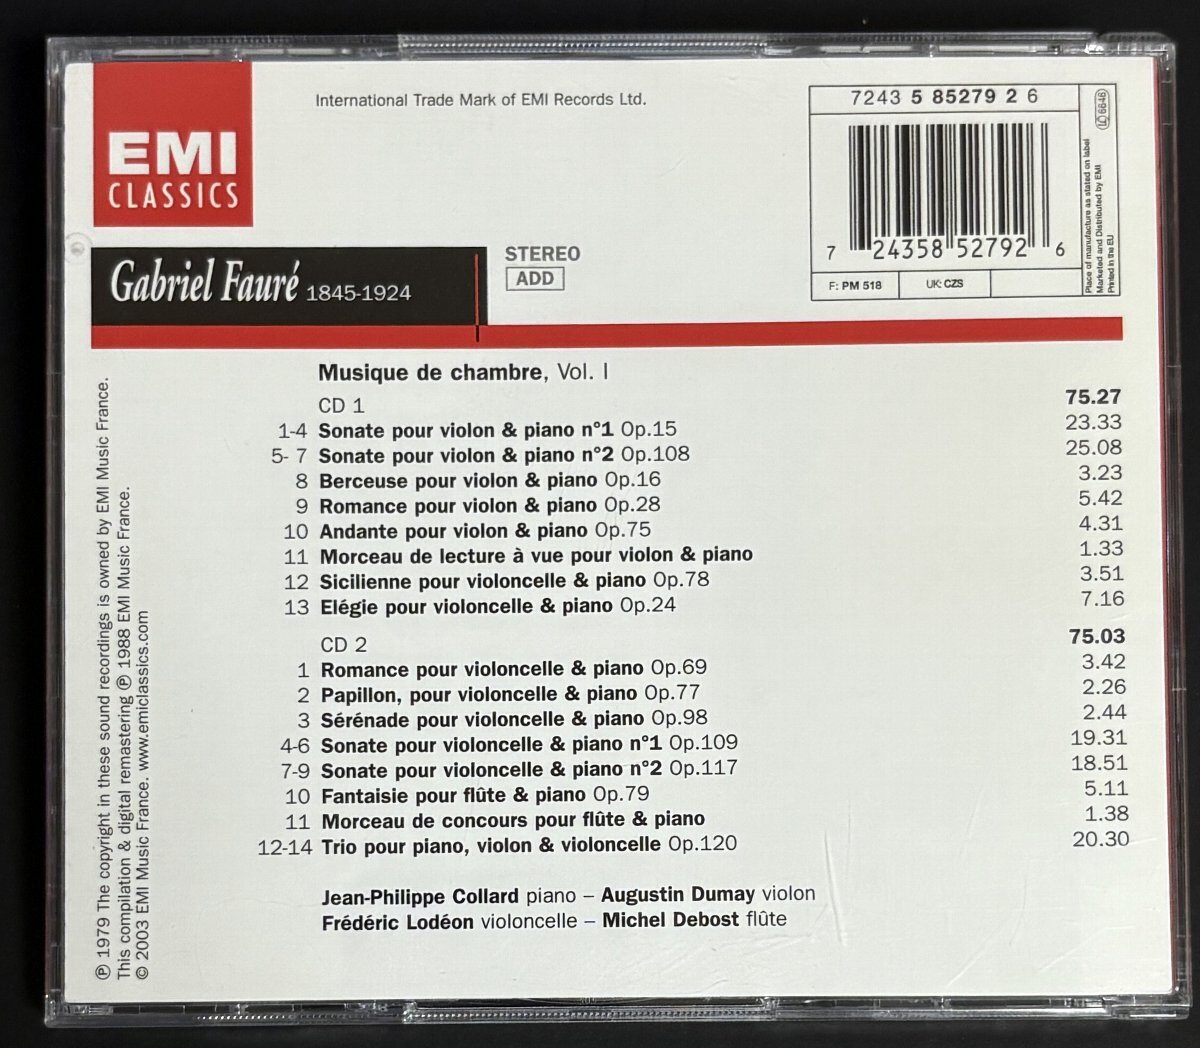 EMI
CLASSICS
International Trade Mark of EMI Records Ltd.
7243 5 85279 2 6
7 24358 52792 6
F: PM 518
UK: CZS
LC 6646
Place of manufacture as stated on label
Marketed and Distributed by EMI
Printed in the EU
Gabriel Fauré 1845-1924
STEREO
ADD
Musique de chambre, Vol. I
CD 1 75.27
1-4 Sonate pour violon & piano n°1 Op.15 23.33
5- 7 Sonate pour violon & piano n°2 Op.108 25.08
8 Berceuse pour violon & piano Op.16 3.23
9 Romance pour violon & piano Op.28 5.42
10 Andante pour violon & piano Op.75 4.31
11 Morceau de lecture à vue pour violon & piano 1.33
12 Sicilienne pour violoncelle & piano Op.78 3.51
13 Elégie pour violoncelle & piano Op.24 7.16
CD 2 75.03
1 Romance pour violoncelle & piano Op.69 3.42
2 Papillon, pour violoncelle & piano Op.77 2.26
3 Sérénade pour violoncelle & piano Op.98 2.44
4-6 Sonate pour violoncelle & piano n°1 Op.109 19.31
7-9 Sonate pour violoncelle & piano n°2 Op.117 18.51
10 Fantaisie pour flûte & piano Op.79 5.11
11 Morceau de concours pour flûte & piano 1.38
12-14 Trio pour piano, violon & violoncelle Op.120 20.30
Jean-Philippe Collard piano – Augustin Dumay violon
Frédéric Lodéon violoncelle – Michel Debost flûte
℗ 1979 The copyright in these sound recordings is owned by EMI Music France.
This compilation & digital remastering ℗ 1988 EMI Music France.
© 2003 EMI Music France. www.emiclassics.com